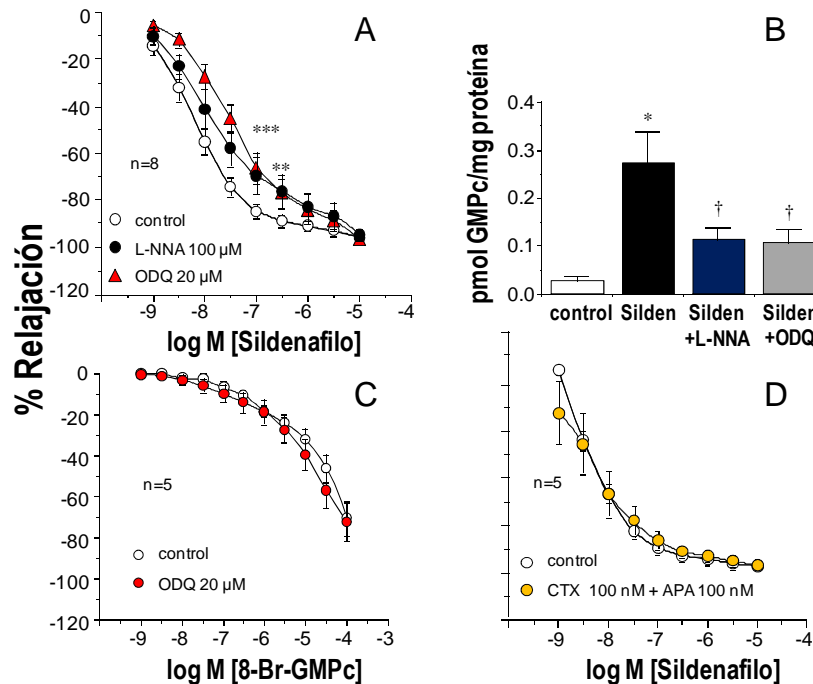 % Relajación
A
0
-20
-40
-60
-80
-100
-120
***
**
n=8
control
L-NNA 100 µM
ODQ 20 µM
-9 -8 -7 -6 -5 -4
log M [Sildenafilo]
B
pmol GMPc/mg proteína
0.4
0.3
0.2
0.1
0.0
*
†
†
control Silden Silden Silden
+L-NNA +ODQ
C
0
-20
-40
-60
-80
-100
-120
n=5
control
ODQ 20 µM
-9 -8 -7 -6 -5 -4 -3
log M [8-Br-GMPc]
D
n=5
control
CTX 100 nM + APA 100 nM
-9 -8 -7 -6 -5 -4
log M [Sildenafilo]